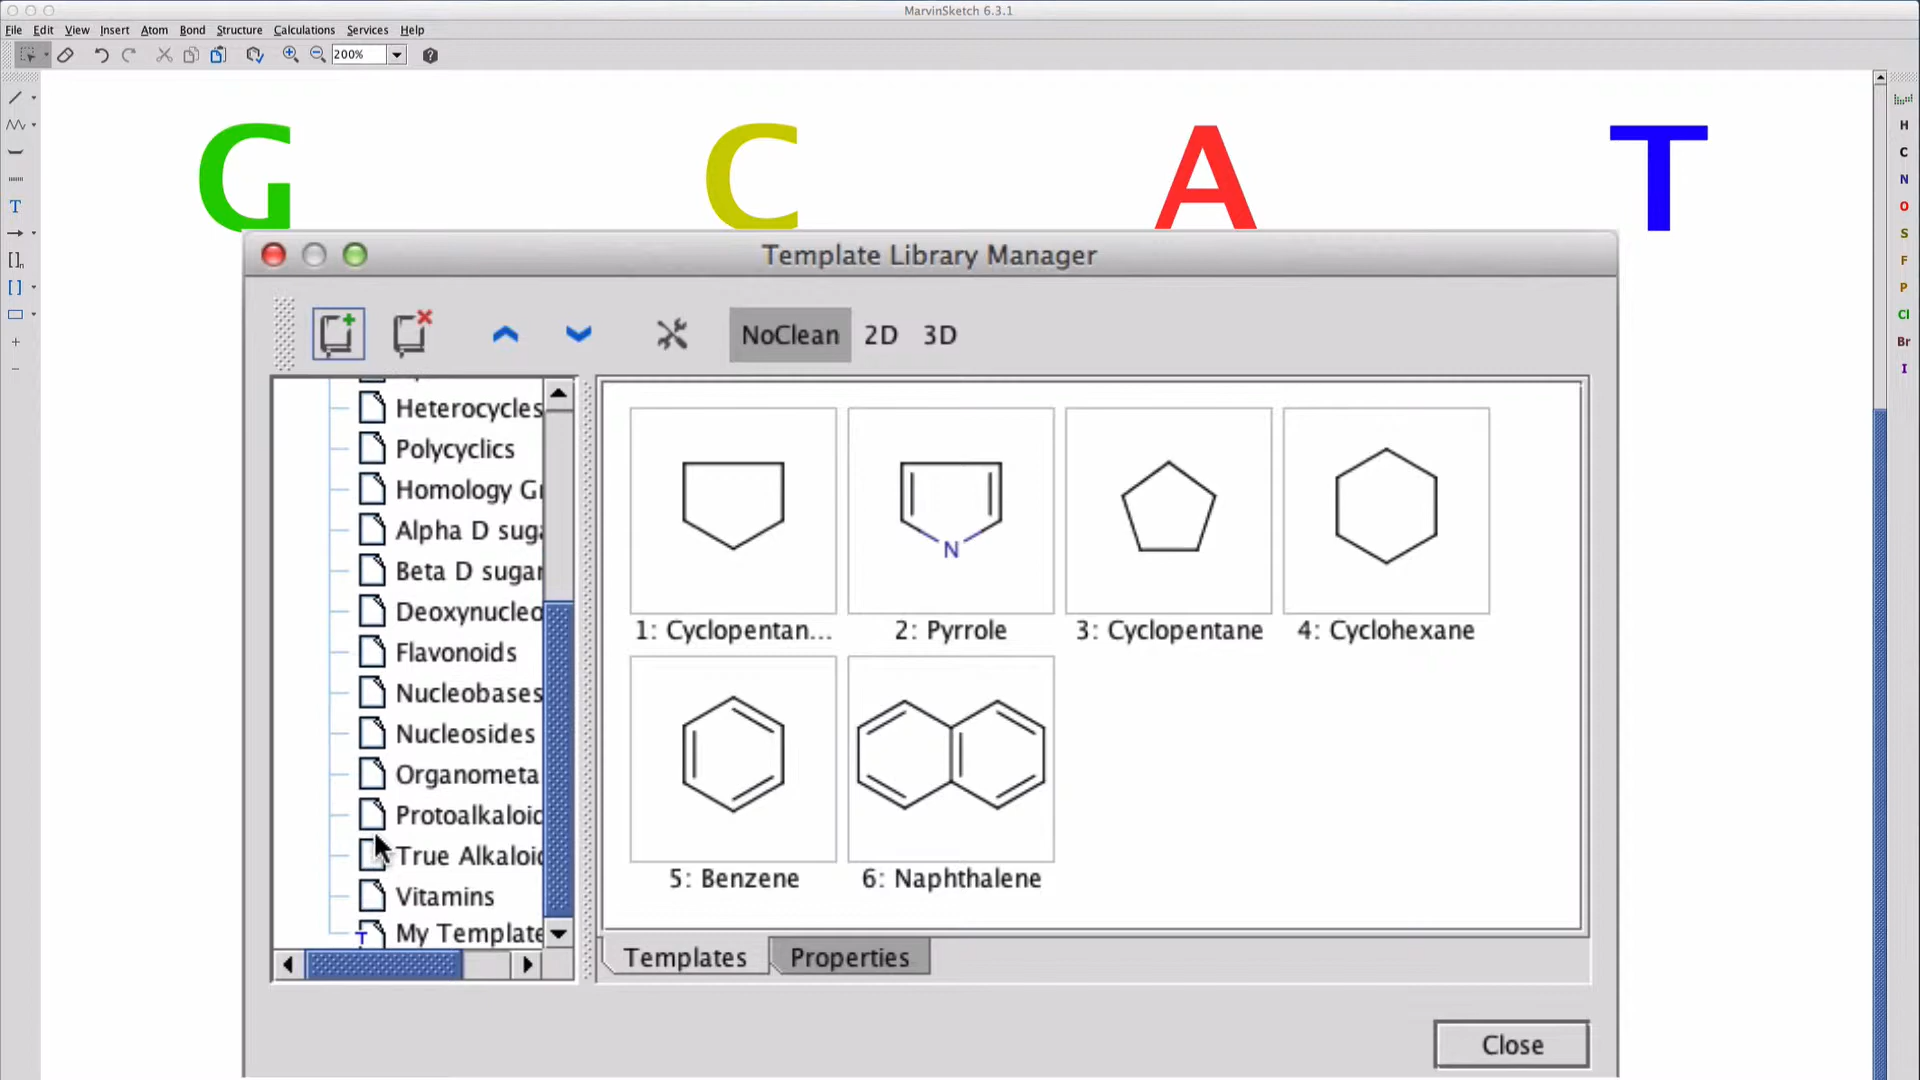 MarvinSketch 6.3.1
File Edit View Insert Atom Bond Structure Calculations Services Help
200%
G C A T
Template Library Manager
NoClean 2D 3D
Heterocycles
Polycyclics
Homology G
Alpha D sug
Beta D sugar
Deoxynucleo
Flavonoids
Nucleobases
Nucleosides
Organometa
Protoalkaloid
True Alkaloid
Vitamins
T My Template
N
1: Cyclopentan...
2: Pyrrole
3: Cyclopentane
4: Cyclohexane
5: Benzene
6: Naphthalene
Templates Properties
Close
T
[]n
[]
H
C
N
O
S
F
P
Cl
Br
I